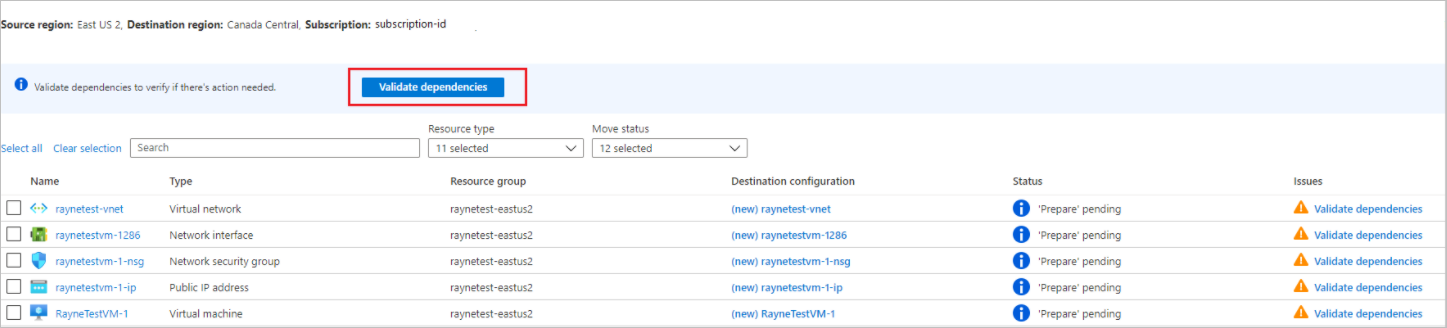 Source region: East US 2, Destination region: Canada Central, Subscription: subscription-id
Validate dependencies to verify if there's action needed. Validate dependencies
Resource type Move status
Select all Clear selection Search 11 selected 12 selected
Name Type Resource group Destination configuration Status Issues
raynetest-vnet Virtual network raynetest-eastus2 (new) raynetest-vnet 'Prepare' pending Validate dependencies
raynetestvm-1286 Network interface raynetest-eastus2 (new) raynetestvm-1286 'Prepare' pending Validate dependencies
raynetestvm-1-nsg Network security group raynetest-eastus2 (new) raynetestvm-1-nsg 'Prepare' pending Validate dependencies
raynetestvm-1-ip Public IP address raynetest-eastus2 (new) raynetestvm-1-ip 'Prepare' pending Validate dependencies
RayneTestVM-1 Virtual machine raynetest-eastus2 (new) RayneTestVM-1 'Prepare' pending Validate dependencies